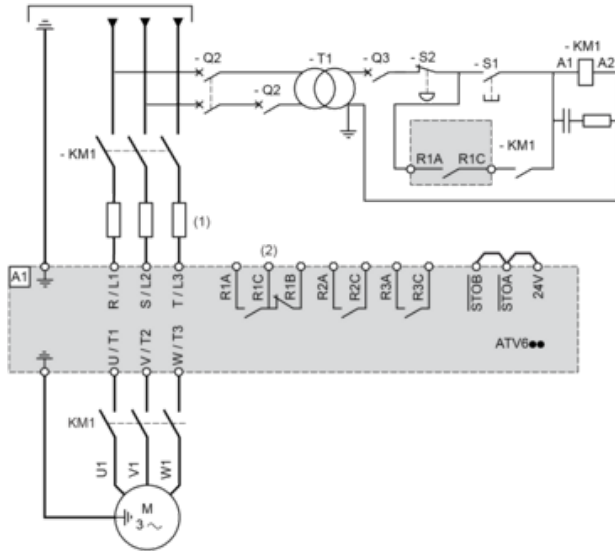 - Q2
- T1
- Q3
- S2
- S1
- KM1
A1
A2
- Q2
- KM1
R1A
R1C
- KM1
(1)
(2)
A1
R / L1
S / L2
T / L3
R1A
R1C
R1B
R2A
R2C
R3A
R3C
STOB
STOA
24V
U / T1
V / T2
W / T3
ATV6●●
KM1
U1
V1
W1
M
3 ~